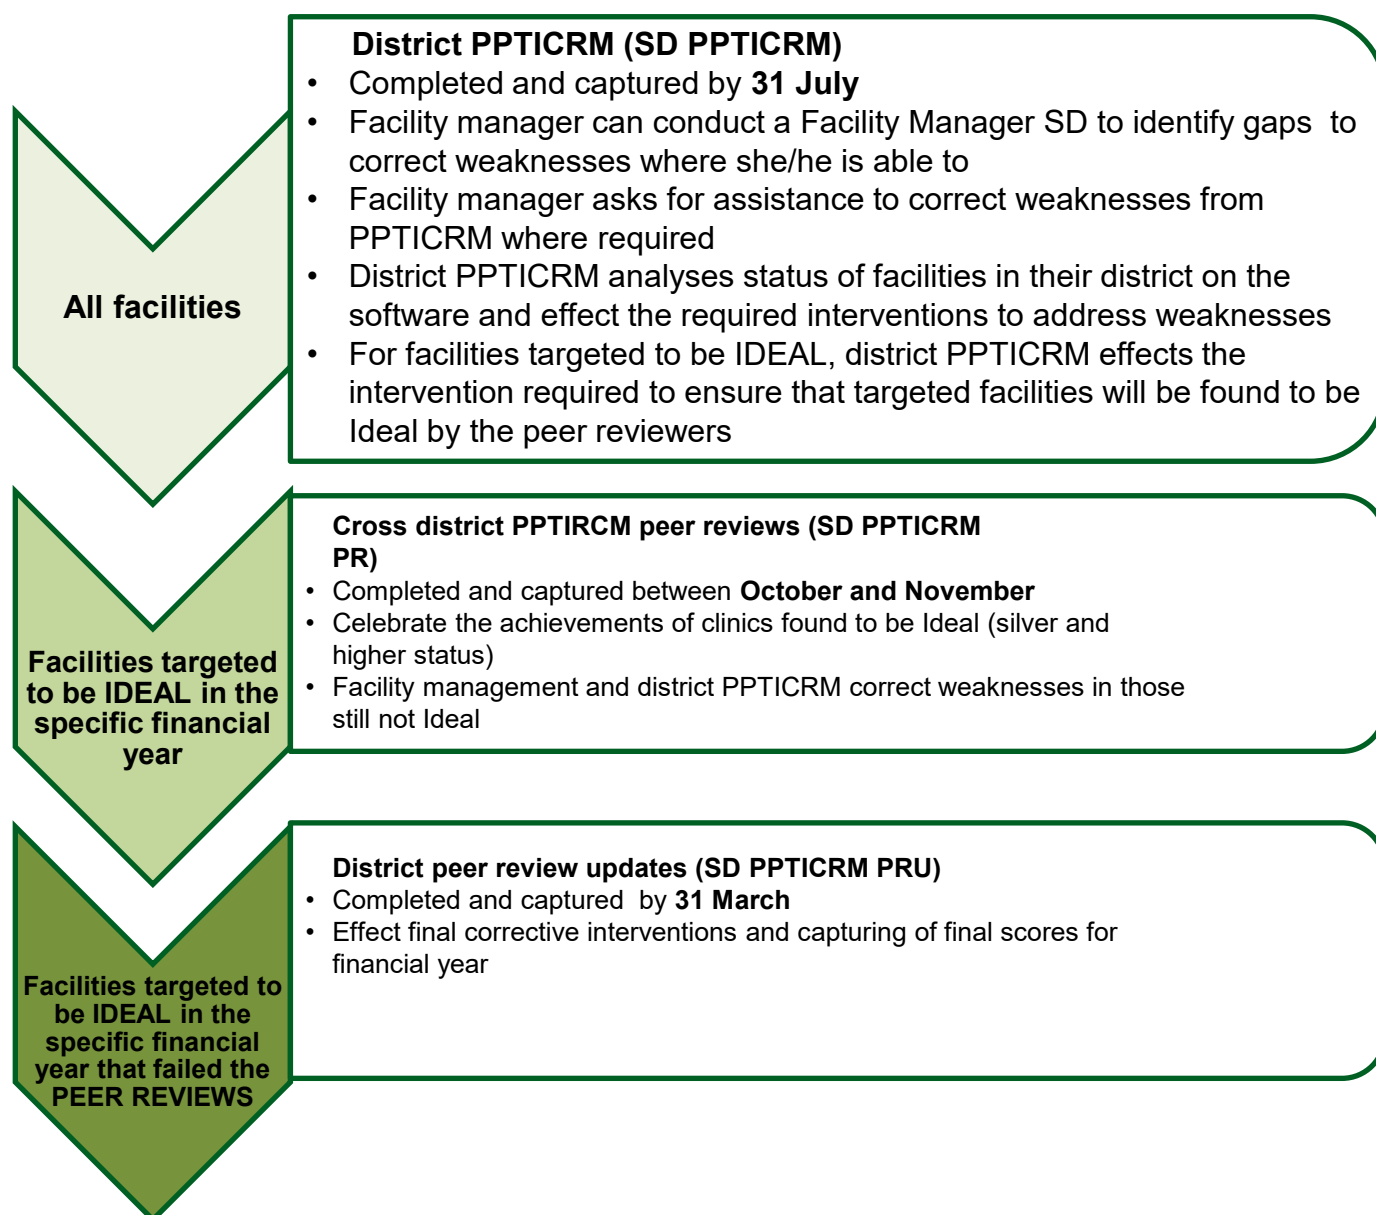 All facilities
District PPTICRM (SD PPTICRM)
• Completed and captured by 31 July
• Facility manager can conduct a Facility Manager SD to identify gaps  to
correct weaknesses where she/he is able to
• Facility manager asks for assistance to correct weaknesses from
PPTICRM where required
• District PPTICRM analyses status of facilities in their district on the
software and effect the required interventions to address weaknesses
• For facilities targeted to be IDEAL, district PPTICRM effects the
intervention required to ensure that targeted facilities will be found to be
Ideal by the peer reviewers
Facilities targeted
to be IDEAL in the
specific financial
year
Cross district PPTIRCM peer reviews (SD PPTICRM
PR)
• Completed and captured between October and November
• Celebrate the achievements of clinics found to be Ideal (silver and
higher status)
• Facility management and district PPTICRM correct weaknesses in those
still not Ideal
Facilities targeted to
be IDEAL in the
specific financial
year that failed the
PEER REVIEWS
District peer review updates (SD PPTICRM PRU)
• Completed and captured  by 31 March
• Effect final corrective interventions and capturing of final scores for
financial year